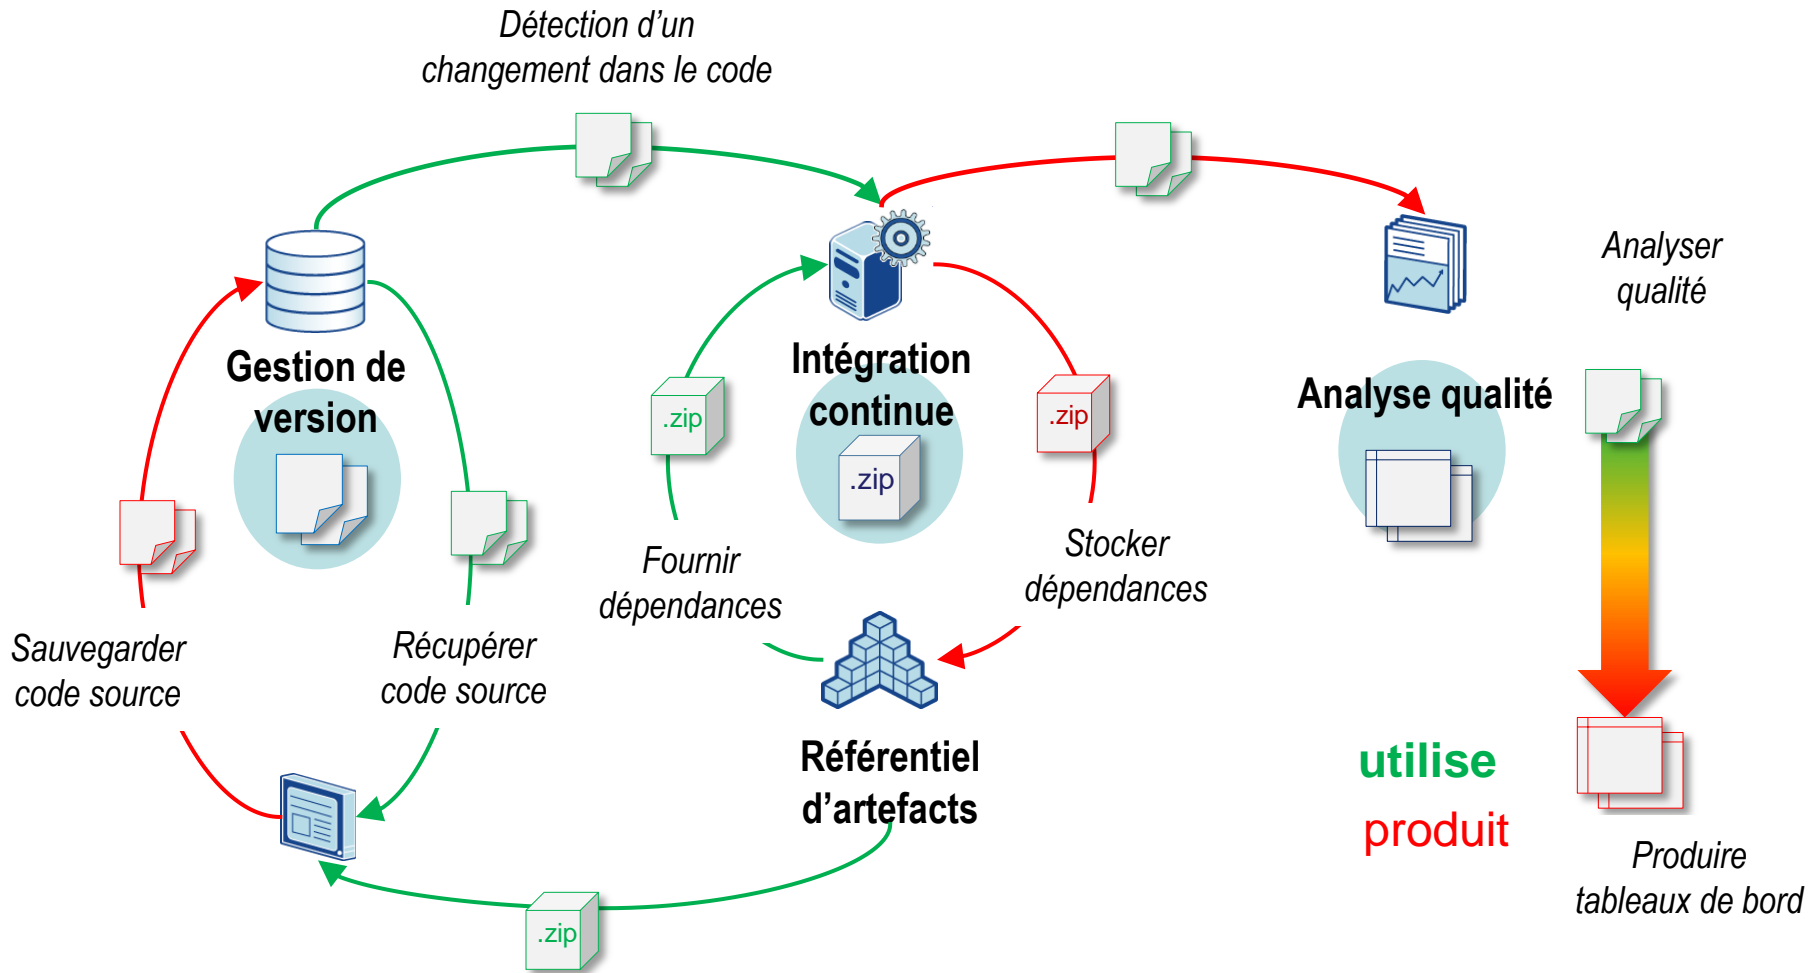 Détection d’un
changement dans le code
Gestion de
version
Intégration
continue
.zip
.zip
.zip
Analyser
qualité
Analyse qualité
Fournir
dépendances
Stocker
dépendances
Sauvegarder
code source
Récupérer
code source
Référentiel
d’artefacts
.zip
utilise
produit
Produire
tableaux de bord